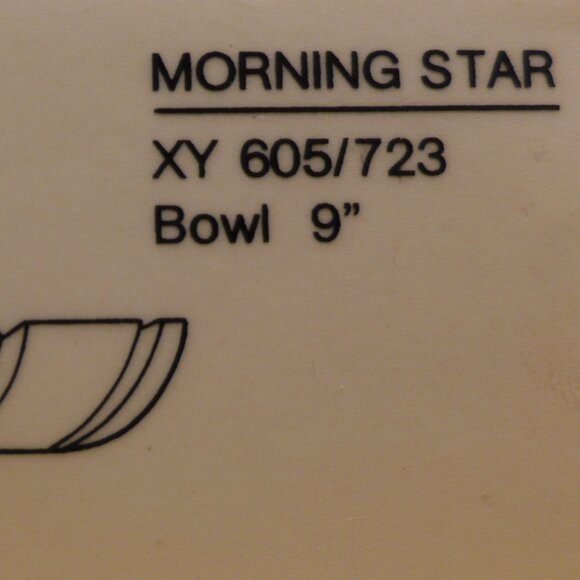 MORNING STAR
XY 605/723
Bowl 9”